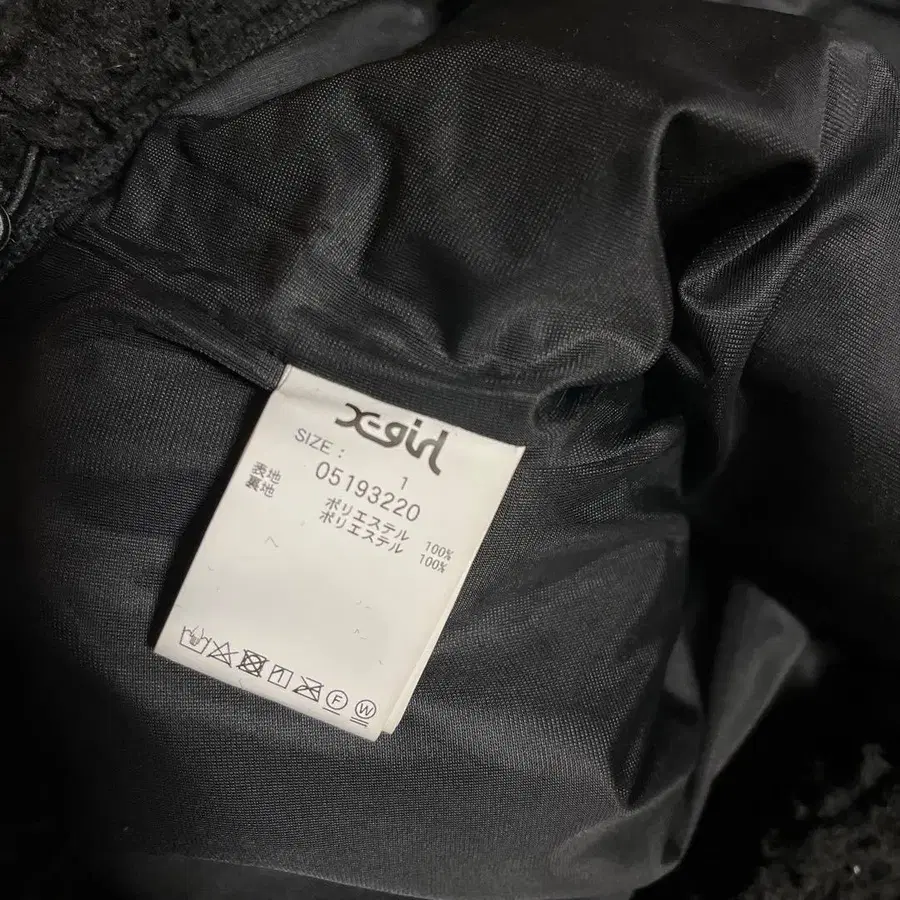 X-girl
SIZE : 1
05193220
表地 ポリエステル 100%
裏地 ポリエステル 100%
F W